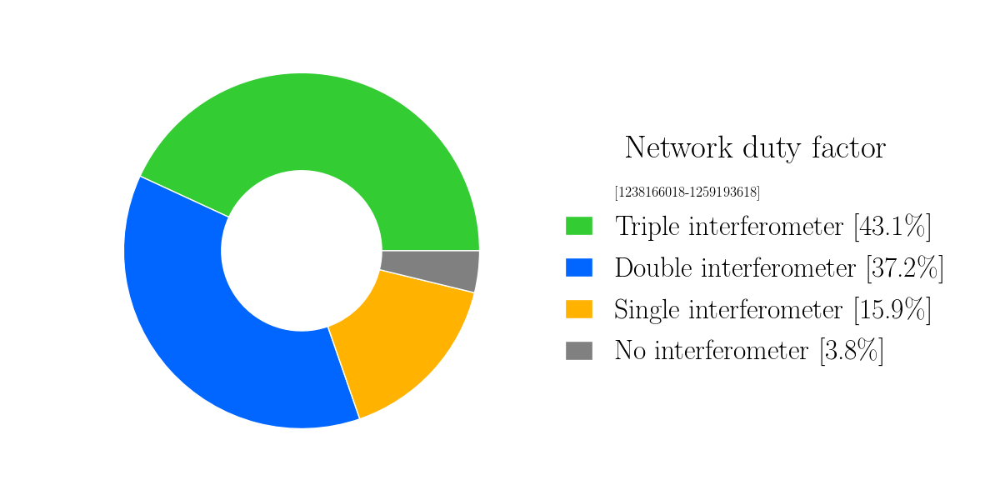 Network duty factor
[1238166018-1259193618]
Triple interferometer [43.1%]
Double interferometer [37.2%]
Single interferometer [15.9%]
No interferometer [3.8%]